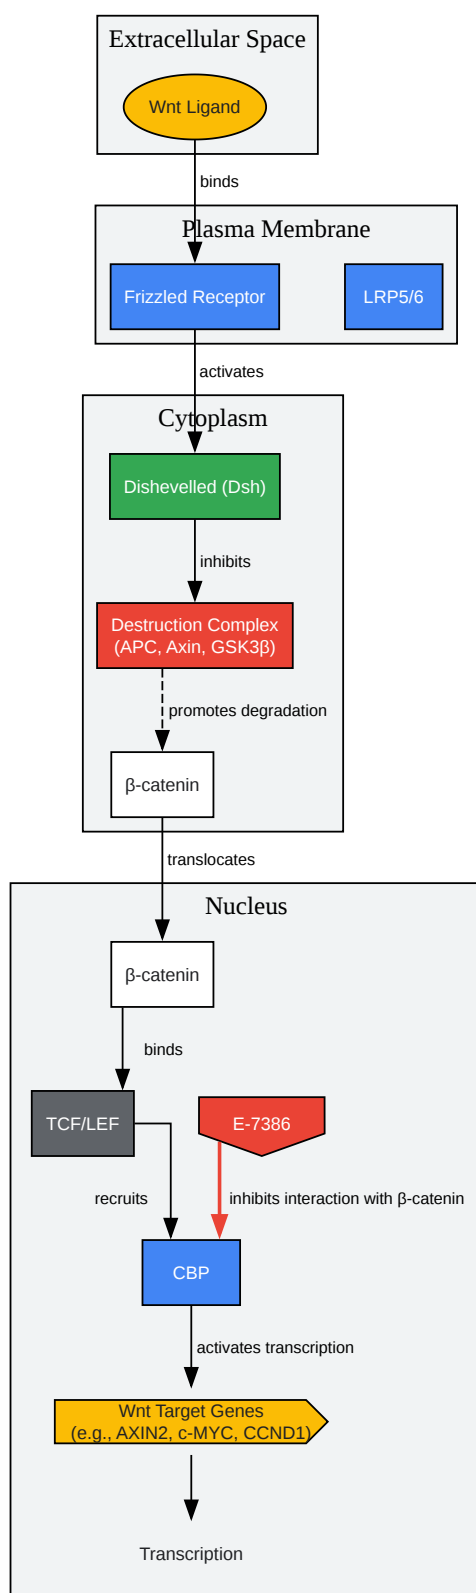 Extracellular Space
Wnt Ligand
binds
Plasma Membrane
Frizzled Receptor
LRP5/6
activates
Cytoplasm
Dishevelled (Dsh)
inhibits
Destruction Complex
(APC, Axin, GSK3β)
promotes degradation
β-catenin
translocates
Nucleus
β-catenin
binds
TCF/LEF
E-7386
recruits
inhibits interaction with β-catenin
CBP
activates transcription
Wnt Target Genes
(e.g., AXIN2, c-MYC, CCND1)
Transcription